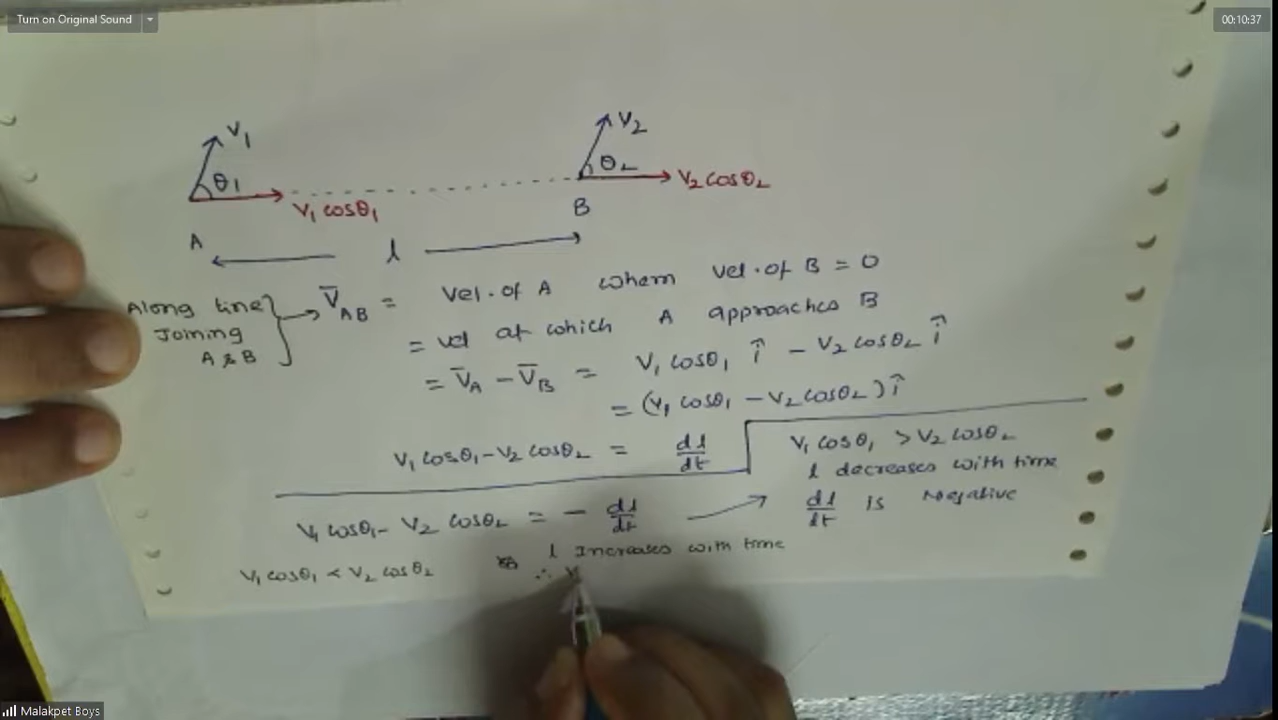 Turn on Original Sound
00:10:37
V₁ V₂
θ₁ θ₂
V₁ cosθ₁ V₂ cosθ₂
A B
l
Along line Joining A & B → V̄_AB = Vel. of A when vel. of B = 0
= vel at which A approaches B
= V̄_A − V̄_B = V₁ cosθ₁ î − V₂ cosθ₂ î
= (V₁ cosθ₁ − V₂ cosθ₂) î
V₁ cosθ₁ − V₂ cosθ₂ = dl/dt
V₁ cosθ₁ > V₂ cosθ₂
l decreases with time
dl/dt is Negative
V₁ cosθ₁ − V₂ cosθ₂ = − dl/dt
V₁ cosθ₁ < V₂ cosθ₂ l Increases with time
∴
Malakpet Boys